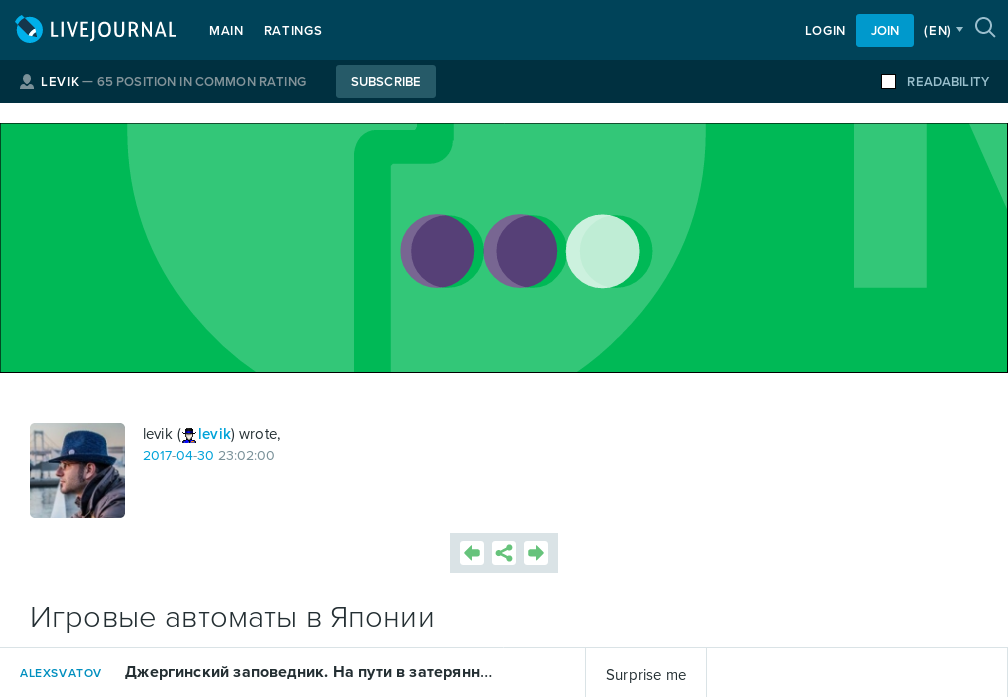 LIVEJOURNAL MAIN RATINGS LOGIN JOIN (EN)
LEVIK — 65 POSITION IN COMMON RATING SUBSCRIBE READABILITY
levik (levik) wrote,
2017-04-30 23:02:00
Игровые автоматы в Японии
ALEXSVATOV Джергинский заповедник. На пути в затерянн... Surprise me